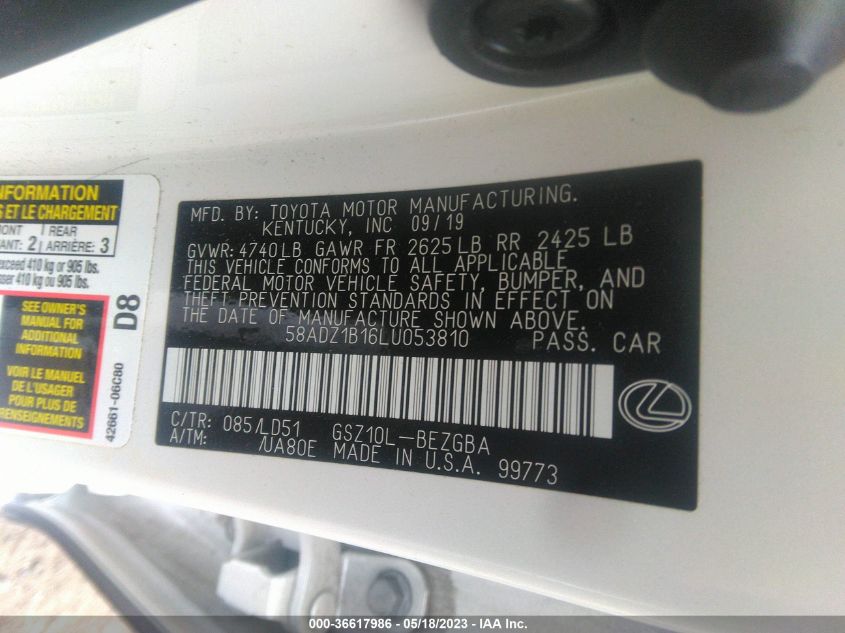 NFORMATION
S ET LE CHARGEMENT
ONT | REAR
ANT: 2 | ARRIÈRE: 3
exceed 410 kg or 905 lbs.
sser 410 kg ou 905 lbs.
SEE OWNER'S
MANUAL FOR
ADDITIONAL
INFORMATION
VOIR LE MANUEL
DE L'USAGER
POUR PLUS DE
RENSEIGNEMENTS
D8
42661-06C80
MFD. BY: TOYOTA MOTOR MANUFACTURING.
KENTUCKY, INC 09/19
GVWR: 4740LB GAWR FR 2625LB RR 2425 LB
THIS VEHICLE CONFORMS TO ALL APPLICABLE
FEDERAL MOTOR VEHICLE SAFETY, BUMPER, AND
THEFT PREVENTION STANDARDS IN EFFECT ON
THE DATE OF MANUFACTURE SHOWN ABOVE.
58ADZ1B16LU053810 PASS. CAR
C/TR: 085/LD51 GSZ10L-BEZGBA
A/TM: /UA80E MADE IN U.S.A. 99773
000-36617986 - 05/18/2023 - IAA Inc.